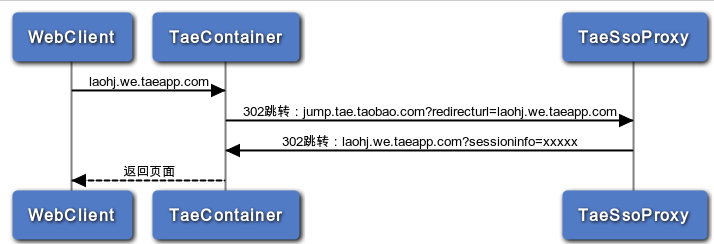 WebClient TaeContainer TaeSsoProxy
laohj.we.taeapp.com
302跳转：jump.tae.taobao.com?redirecturl=laohj.we.taeapp.com
302跳转：laohj.we.taeapp.com?sessioninfo=xxxxx
返回页面
WebClient TaeContainer TaeSsoProxy